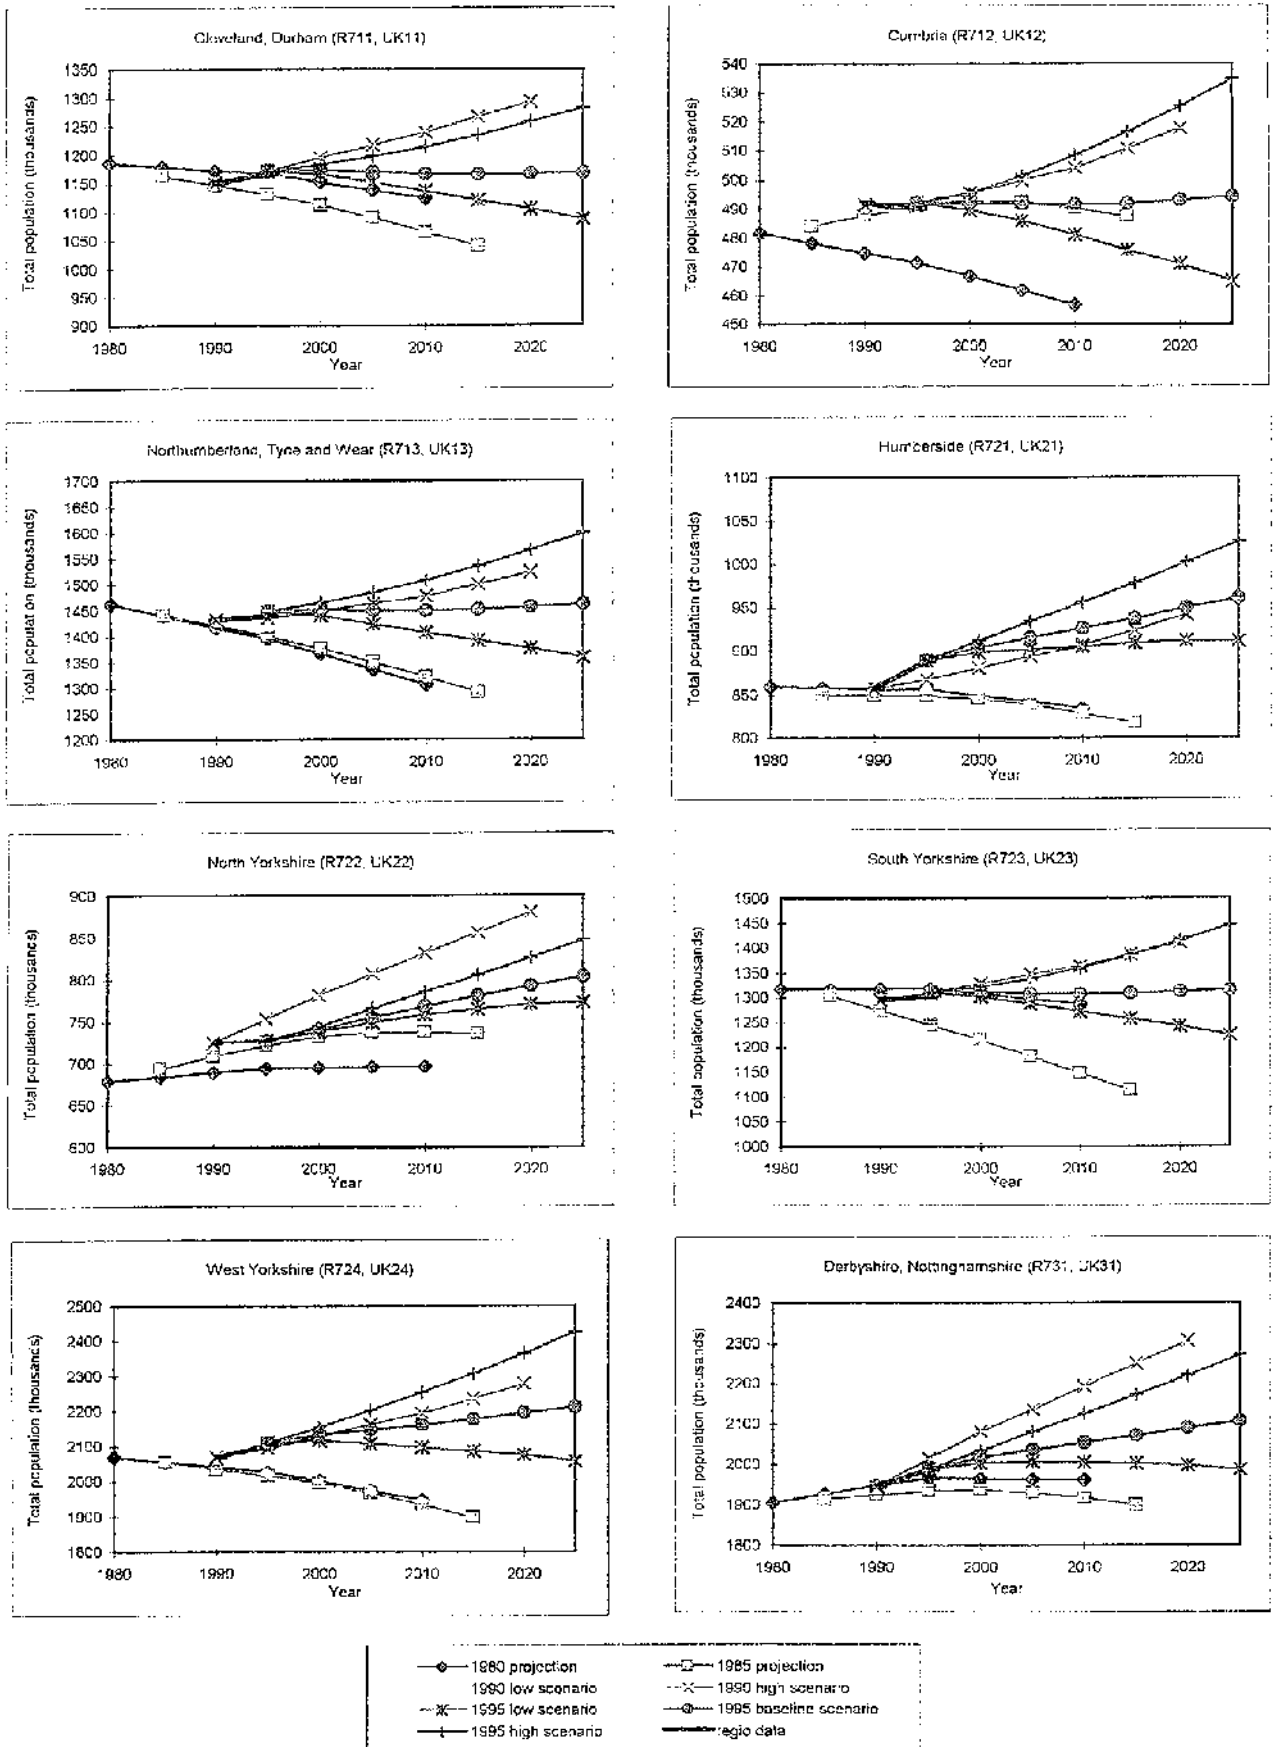 Cleveland, Durham (R711, UK11)
Total population (thousands)
1350
1300
1250
1200
1150
1100
1050
1000
950
900
1980 1990 2000 2010 2020
Year
Cumbria (R712, UK12)
Total population (thousands)
540
530
520
510
500
490
480
470
460
450
1980 1990 2000 2010 2020
Year
Northumberland, Tyne and Wear (R713, UK13)
Total population (thousands)
1700
1650
1600
1550
1500
1450
1400
1350
1300
1250
1200
1980 1990 2000 2010 2020
Year
Humberside (R721, UK21)
Total population (thousands)
1100
1050
1000
950
900
850
800
1980 1990 2000 2010 2020
Year
North Yorkshire (R722, UK22)
Total population (thousands)
900
850
800
750
700
650
600
1980 1990 2000 2010 2020
Year
South Yorkshire (R723, UK23)
Total population (thousands)
1500
1450
1400
1350
1300
1250
1200
1150
1100
1050
1000
1980 1990 2000 2010 2020
Year
West Yorkshire (R724, UK24)
Total population (thousands)
2500
2400
2300
2200
2100
2000
1900
1800
1980 1990 2000 2010 2020
Year
Derbyshire, Nottinghamshire (R731, UK31)
Total population (thousands)
2400
2300
2200
2100
2000
1900
1800
1980 1990 2000 2010 2020
Year
1980 projection
1985 projection
1990 low scenario
1990 high scenario
1995 low scenario
1995 baseline scenario
1995 high scenario
regio data